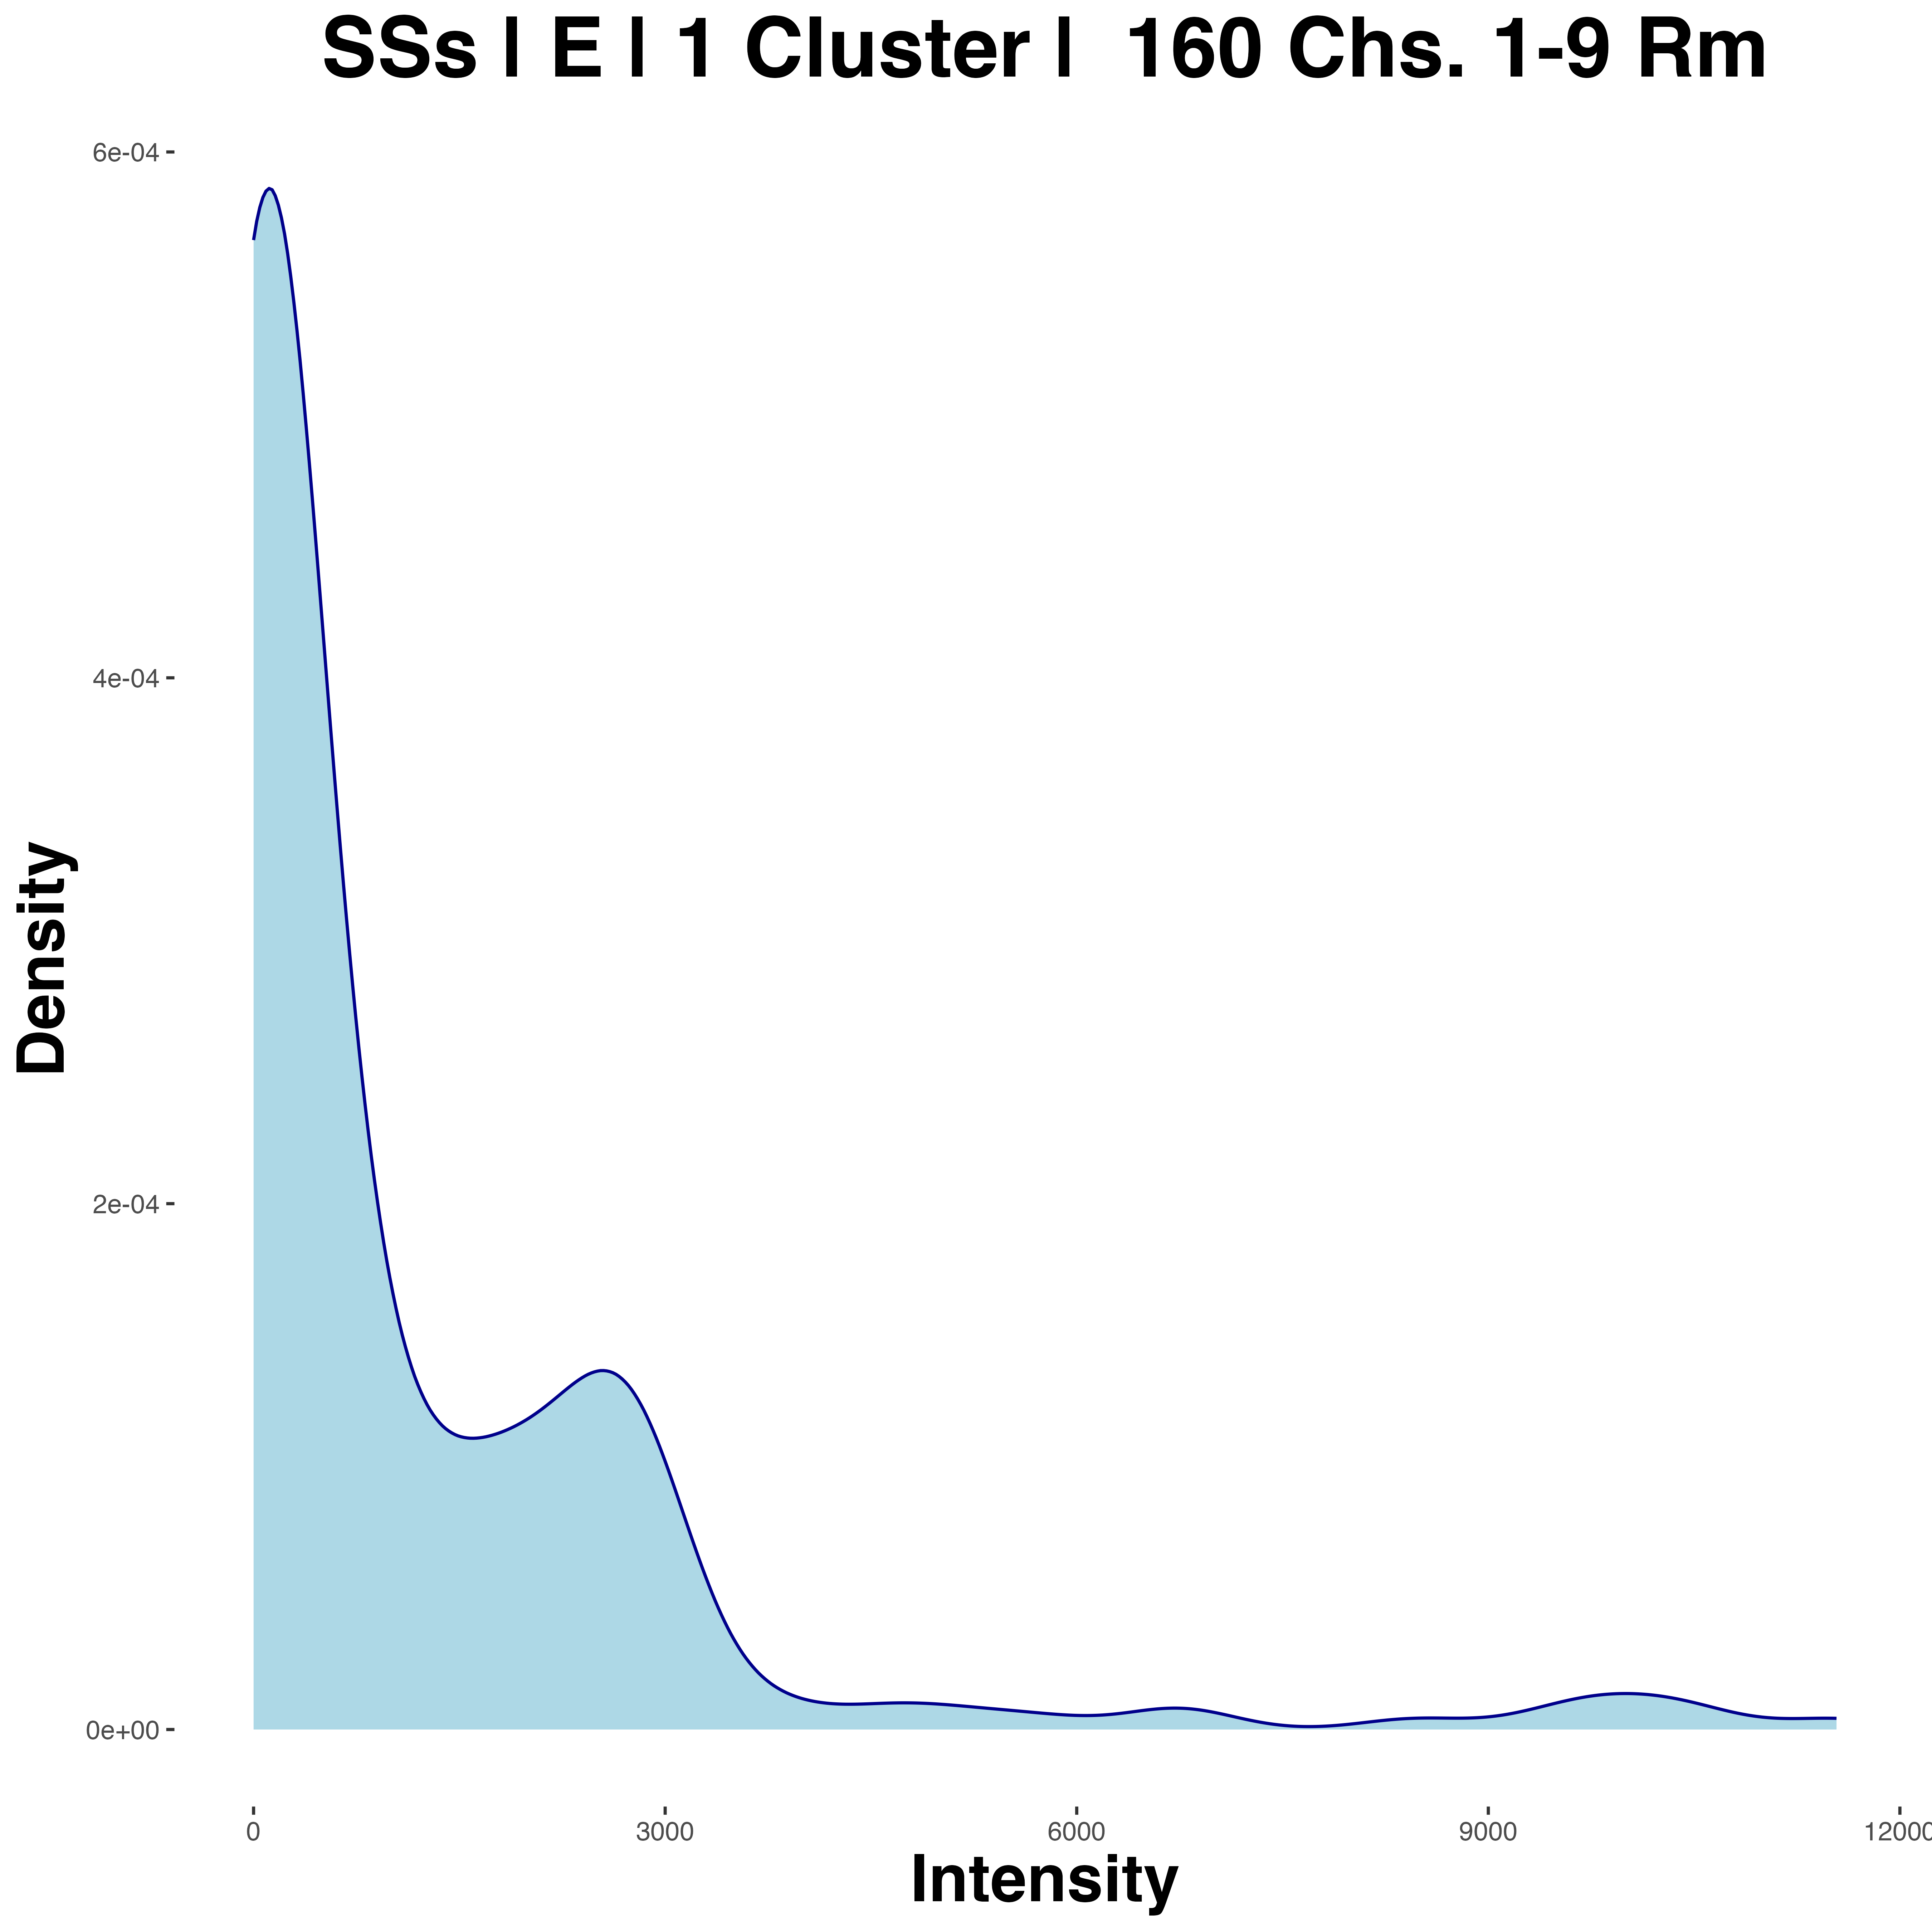 SSs | E | 1 Cluster | 160 Chs. 1-9 Rm
6e-04
4e-04
2e-04
0e+00
Density
0 3000 6000 9000 12000
Intensity